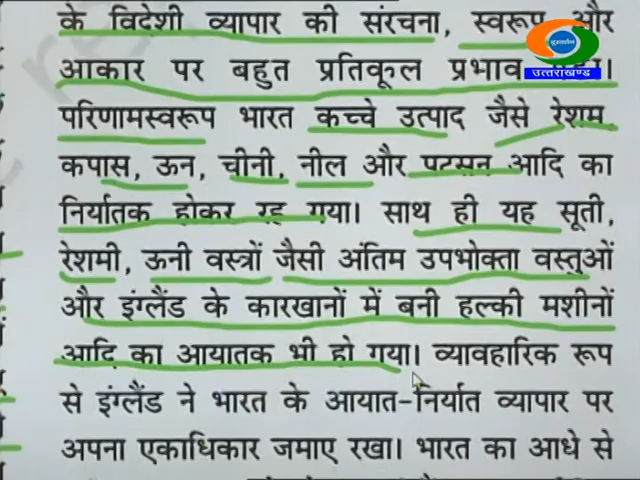 के विदेशी व्यापार की संरचना, स्वरूप और
आकार पर बहुत प्रतिकूल प्रभाव
परिणामस्वरूप भारत कच्चे उत्पाद जैसे रेशम,
कपास, ऊन, चीनी, नील और पटसन आदि का
निर्यातक होकर रह गया। साथ ही यह सूती,
रेशमी, ऊनी वस्त्रों जैसी अंतिम उपभोक्ता वस्तुओं
और इंग्लैंड के कारखानों में बनी हल्की मशीनों
आदि का आयातक भी हो गया। व्यावहारिक रूप
से इंग्लैंड ने भारत के आयात-निर्यात व्यापार पर
अपना एकाधिकार जमाए रखा। भारत का आधे से
दूरदर्शन
उत्तराखण्ड